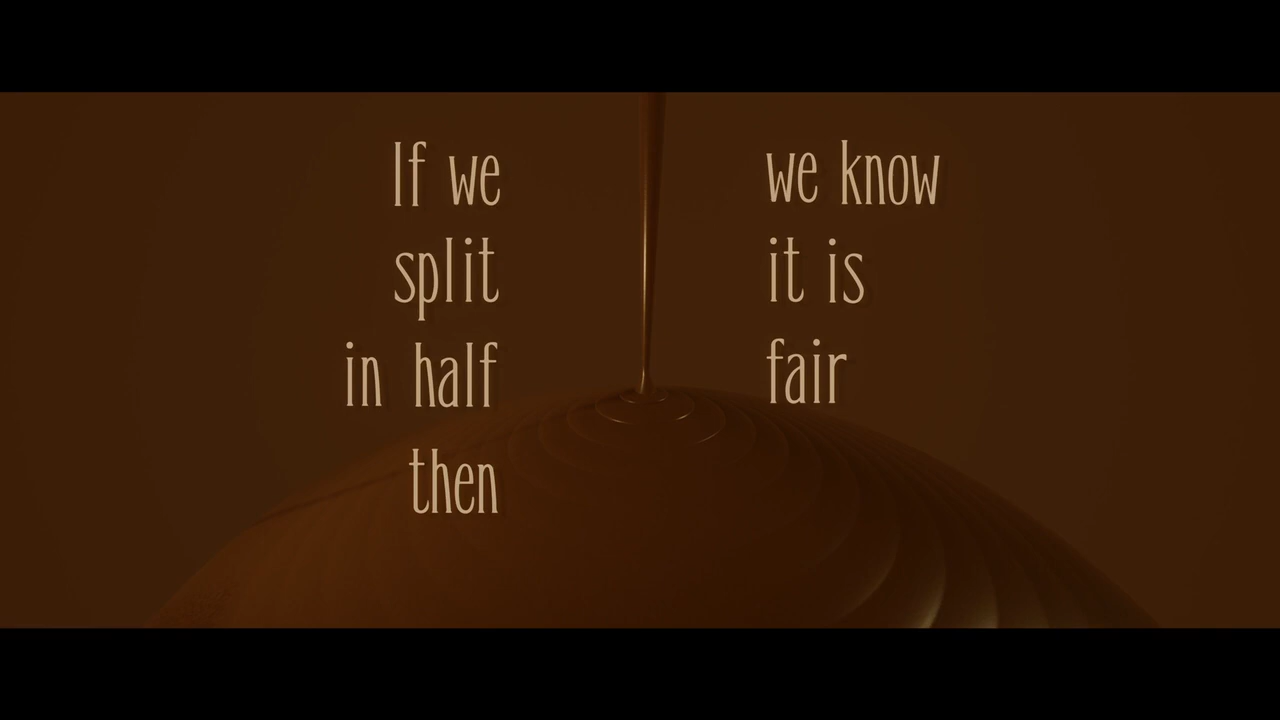 If we
split
in half
then
we know
it is
fair